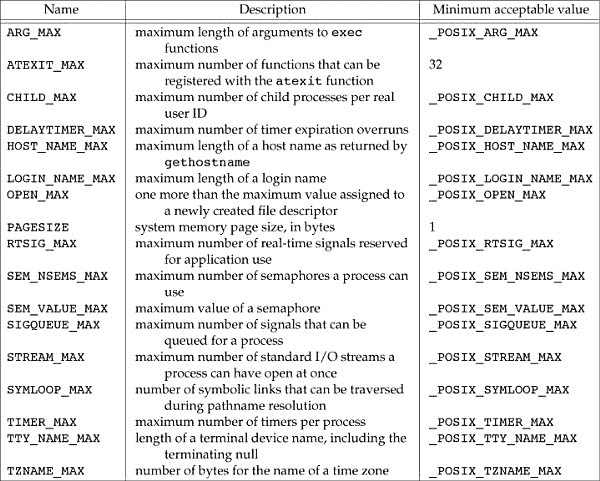 Name Description Minimum acceptable value
ARG_MAX maximum length of arguments to exec _POSIX_ARG_MAX
functions
ATEXIT_MAX maximum number of functions that can be 32
registered with the atexit function
CHILD_MAX maximum number of child processes per real _POSIX_CHILD_MAX
user ID
DELAYTIMER_MAX maximum number of timer expiration overruns _POSIX_DELAYTIMER_MAX
HOST_NAME_MAX maximum length of a host name as returned by _POSIX_HOST_NAME_MAX
gethostname
LOGIN_NAME_MAX maximum length of a login name _POSIX_LOGIN_NAME_MAX
OPEN_MAX one more than the maximum value assigned to _POSIX_OPEN_MAX
a newly created file descriptor
PAGESIZE system memory page size, in bytes 1
RTSIG_MAX maximum number of real-time signals reserved _POSIX_RTSIG_MAX
for application use
SEM_NSEMS_MAX maximum number of semaphores a process can _POSIX_SEM_NSEMS_MAX
use
SEM_VALUE_MAX maximum value of a semaphore _POSIX_SEM_VALUE_MAX
SIGQUEUE_MAX maximum number of signals that can be _POSIX_SIGQUEUE_MAX
queued for a process
STREAM_MAX maximum number of standard I/O streams a _POSIX_STREAM_MAX
process can have open at once
SYMLOOP_MAX number of symbolic links that can be traversed _POSIX_SYMLOOP_MAX
during pathname resolution
TIMER_MAX maximum number of timers per process _POSIX_TIMER_MAX
TTY_NAME_MAX length of a terminal device name, including the _POSIX_TTY_NAME_MAX
terminating null
TZNAME_MAX number of bytes for the name of a time zone _POSIX_TZNAME_MAX